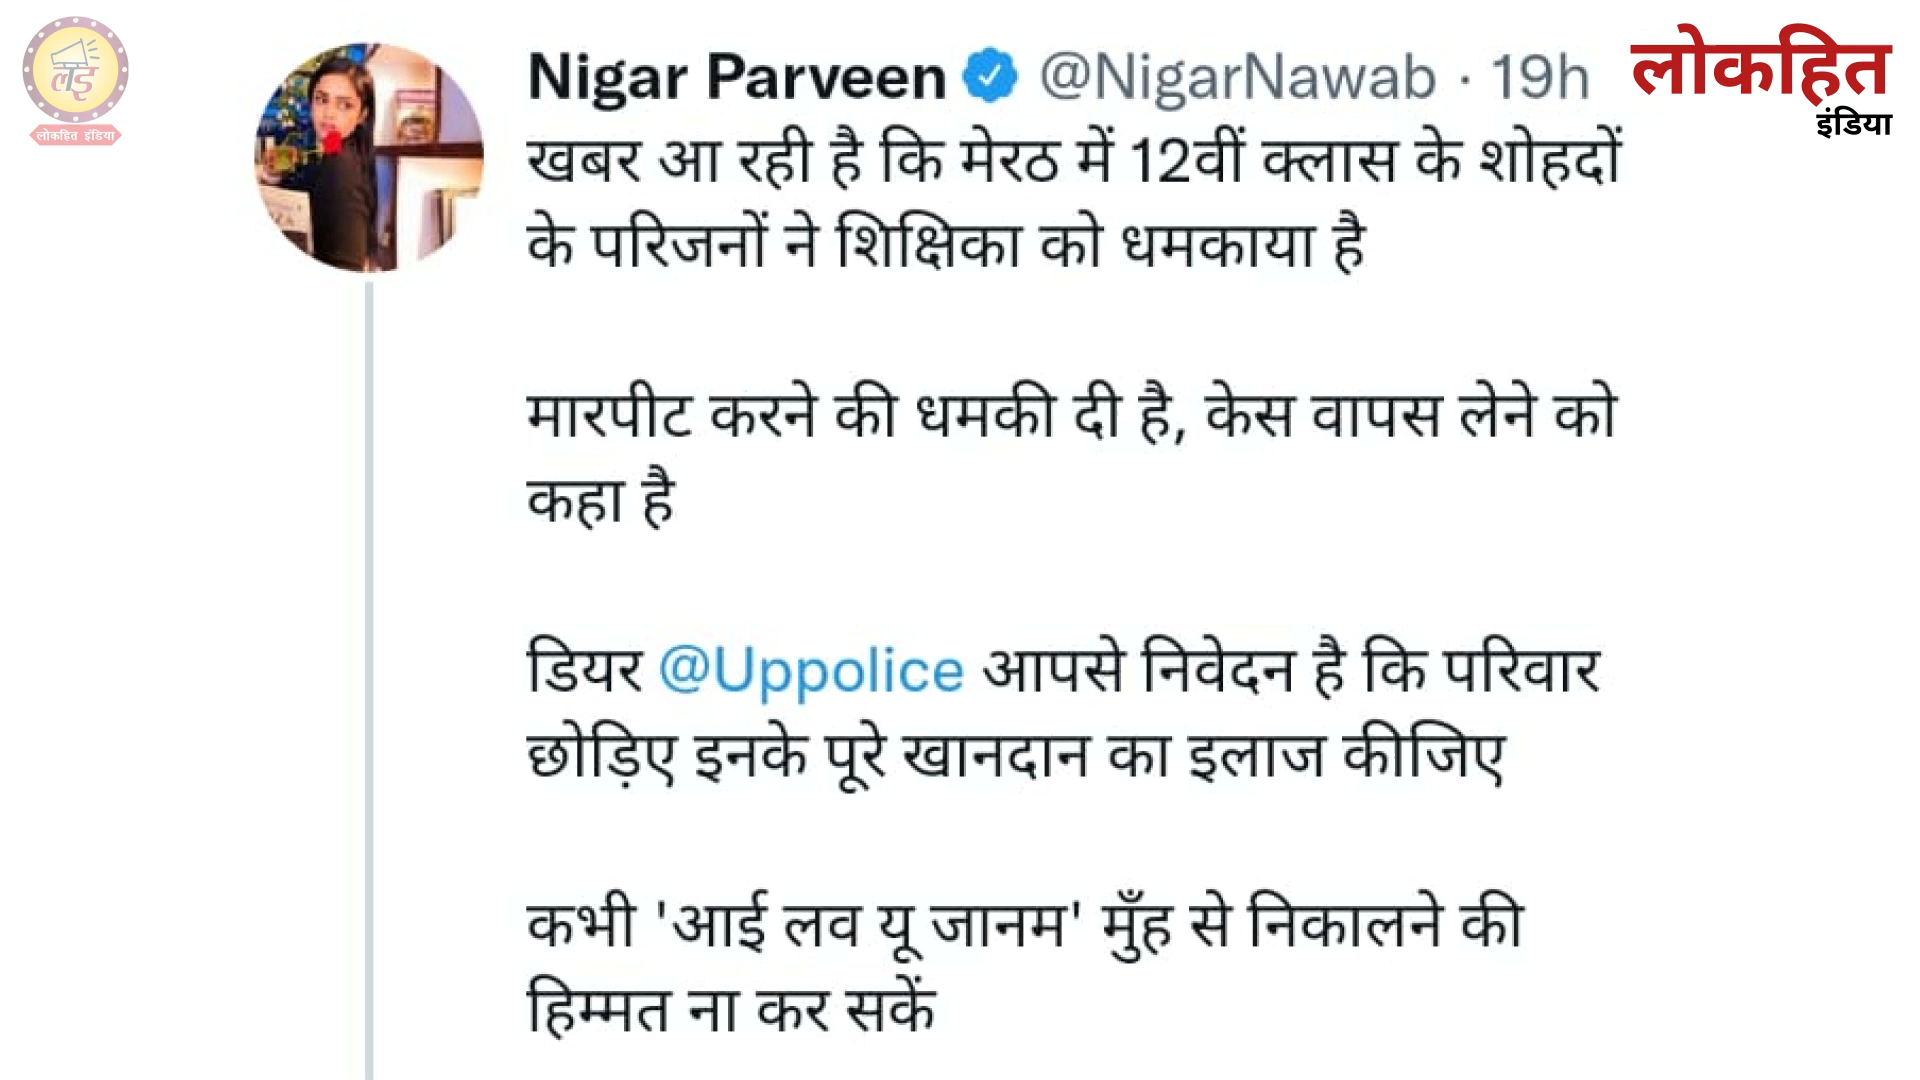 लइ
लोकहित इंडिया
Nigar Parveen @NigarNawab · 19h
लोकहित
इंडिया
खबर आ रही है कि मेरठ में 12वीं क्लास के शोहदों
के परिजनों ने शिक्षिका को धमकाया है
मारपीट करने की धमकी दी है, केस वापस लेने को
कहा है
डियर @Uppolice आपसे निवेदन है कि परिवार
छोड़िए इनके पूरे खानदान का इलाज कीजिए
कभी 'आई लव यू जानम' मुँह से निकालने की
हिम्मत ना कर सकें